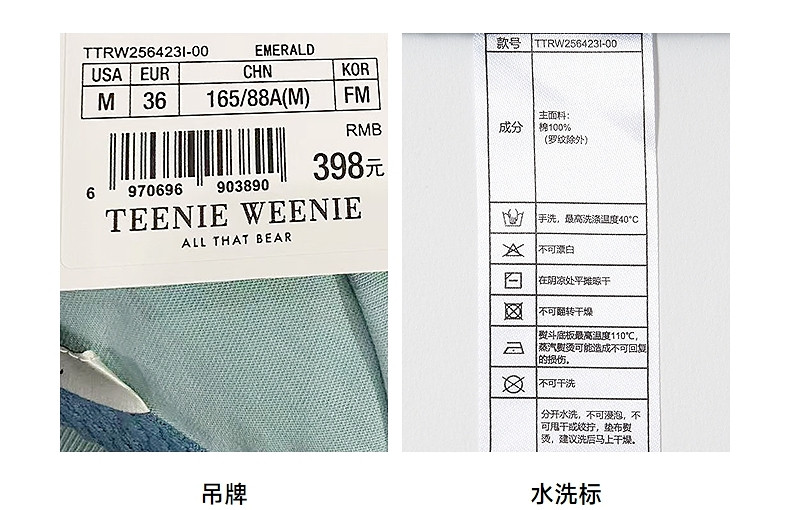 TTRW256423I-00 EMERALD
USA EUR CHN KOR
M 36 165/88A(M) FM
RMB
398元
6 970696 903890
TEENIE WEENIE
ALL THAT BEAR
吊牌
款号 TTRW256423I-00
成分
主面料:
棉100%
(罗纹除外)
手洗，最高洗涤温度40°C
不可漂白
在阴凉处平摊晾干
不可翻转干燥
熨斗底板最高温度110℃，
蒸汽熨烫可能造成不可回复
的损伤。
不可干洗
分开水洗，不可浸泡，不
可甩干或绞拧，垫布熨
烫，建议洗后马上干燥。
水洗标